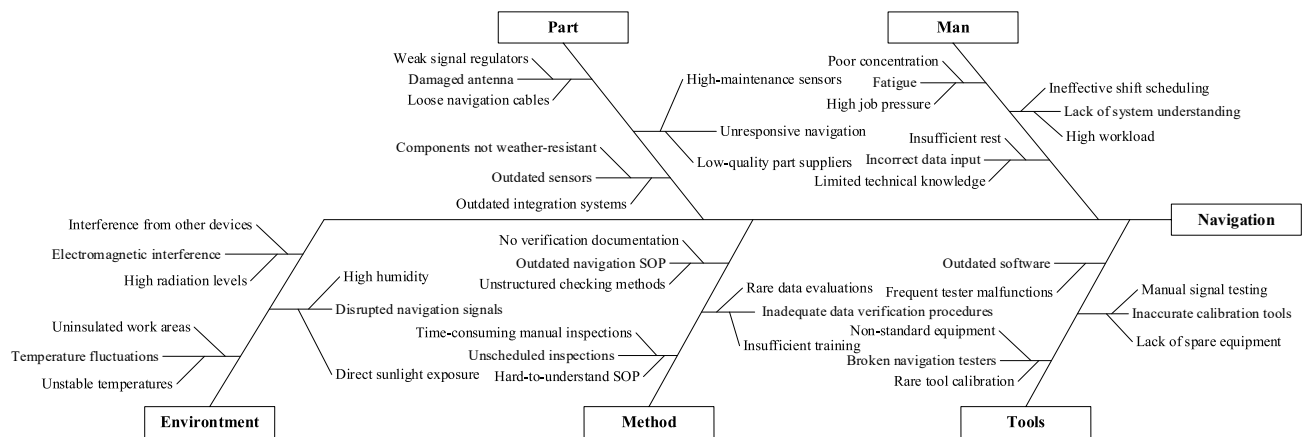 Part
Man
Weak signal regulators
Damaged antenna
Loose navigation cables
High-maintenance sensors
Unresponsive navigation
Low-quality part suppliers
Components not weather-resistant
Outdated sensors
Outdated integration systems
Poor concentration
Fatigue
High job pressure
Ineffective shift scheduling
Lack of system understanding
High workload
Insufficient rest
Incorrect data input
Limited technical knowledge
Navigation
Interference from other devices
Electromagnetic interference
High radiation levels
High humidity
Disrupted navigation signals
Direct sunlight exposure
Uninsulated work areas
Temperature fluctuations
Unstable temperatures
No verification documentation
Outdated navigation SOP
Unstructured checking methods
Rare data evaluations
Inadequate data verification procedures
Insufficient training
Time-consuming manual inspections
Unscheduled inspections
Hard-to-understand SOP
Outdated software
Frequent tester malfunctions
Manual signal testing
Inaccurate calibration tools
Lack of spare equipment
Non-standard equipment
Broken navigation testers
Rare tool calibration
Environtment
Method
Tools